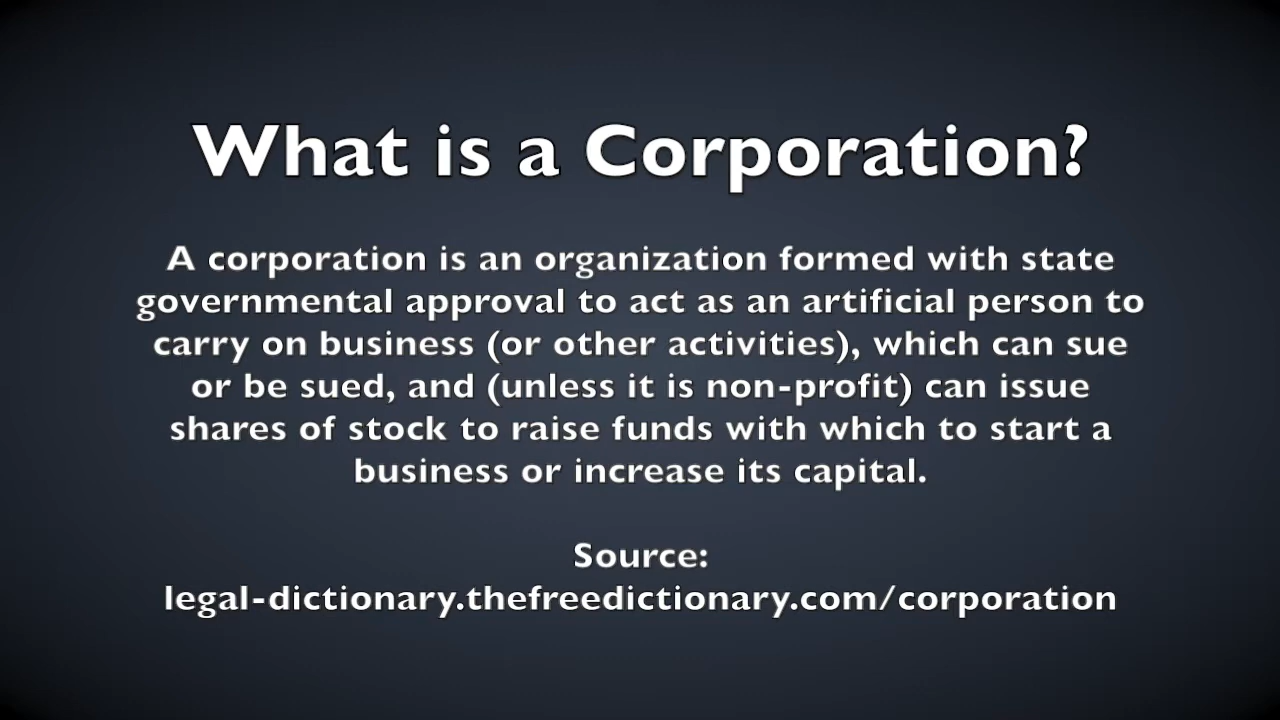 What is a Corporation?
A corporation is an organization formed with state
governmental approval to act as an artificial person to
carry on business (or other activities), which can sue
or be sued, and (unless it is non-profit) can issue
shares of stock to raise funds with which to start a
business or increase its capital.
Source:
legal-dictionary.thefreedictionary.com/corporation